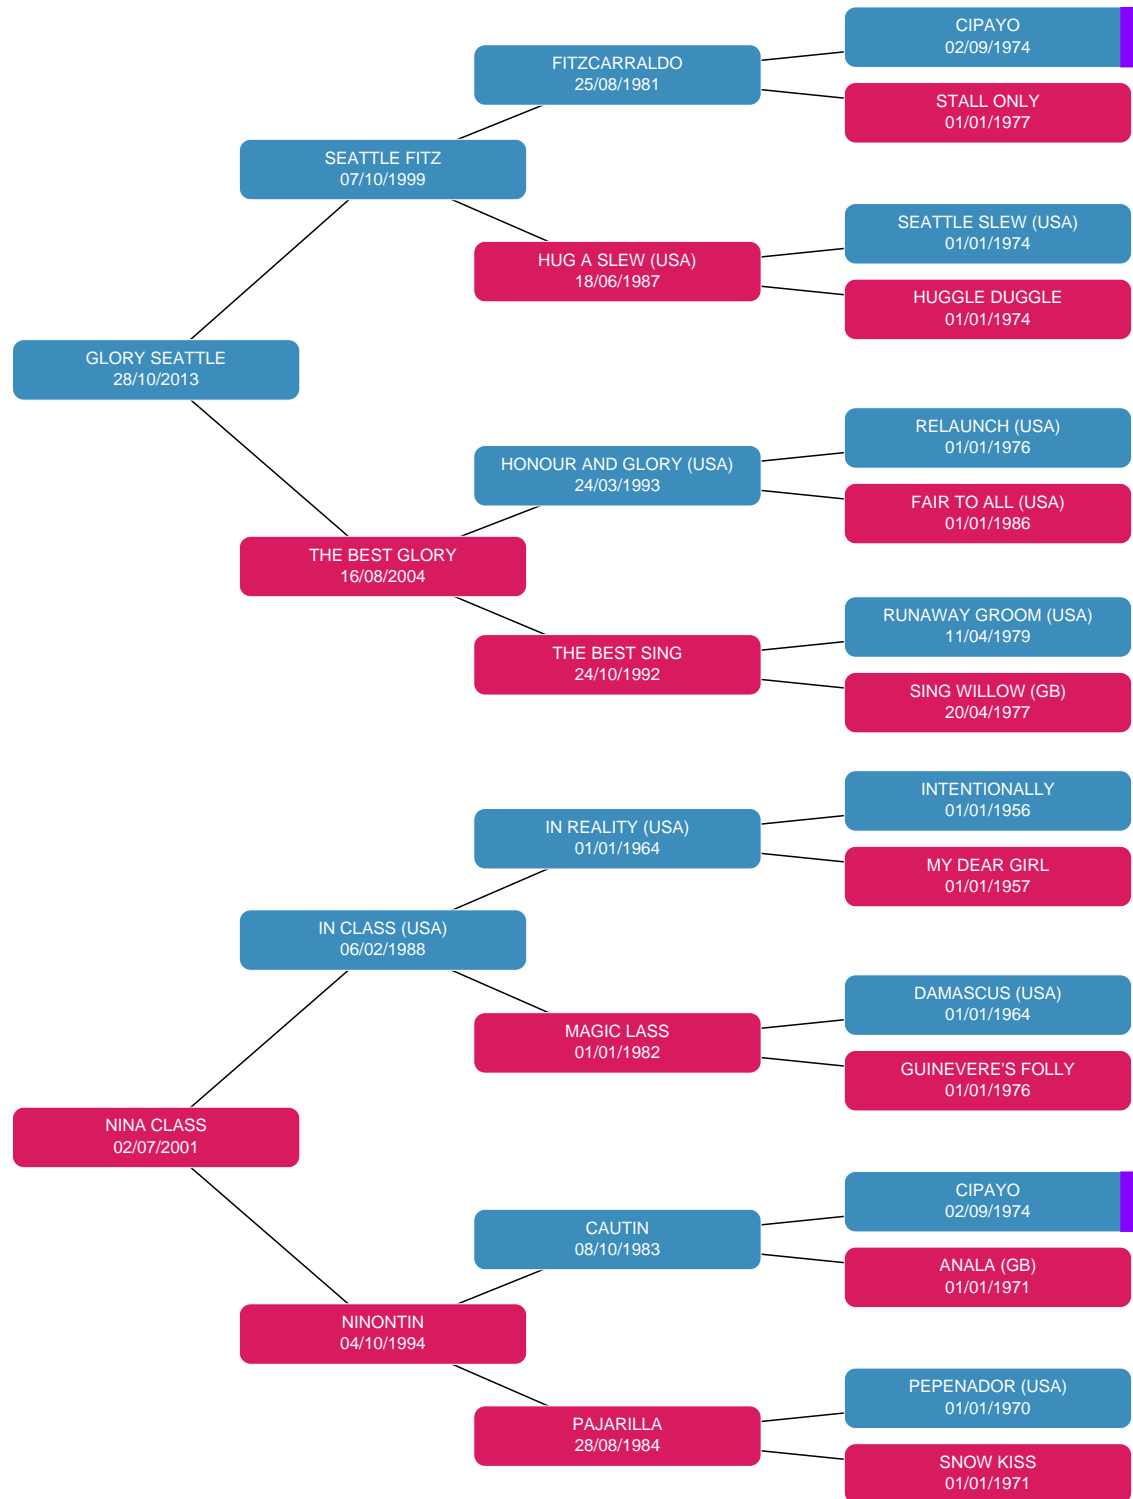 CIPAYO
02/09/1974
FITZCARRALDO
25/08/1981
STALL ONLY
01/01/1977
SEATTLE FITZ
07/10/1999
SEATTLE SLEW (USA)
01/01/1974
HUG A SLEW (USA)
18/06/1987
HUGGLE DUGGLE
01/01/1974
GLORY SEATTLE
28/10/2013
RELAUNCH (USA)
01/01/1976
HONOUR AND GLORY (USA)
24/03/1993
FAIR TO ALL (USA)
01/01/1986
THE BEST GLORY
16/08/2004
RUNAWAY GROOM (USA)
11/04/1979
THE BEST SING
24/10/1992
SING WILLOW (GB)
20/04/1977
INTENTIONALLY
01/01/1956
IN REALITY (USA)
01/01/1964
MY DEAR GIRL
01/01/1957
IN CLASS (USA)
06/02/1988
DAMASCUS (USA)
01/01/1964
MAGIC LASS
01/01/1982
GUINEVERE'S FOLLY
01/01/1976
NINA CLASS
02/07/2001
CIPAYO
02/09/1974
CAUTIN
08/10/1983
ANALA (GB)
01/01/1971
NINONTIN
04/10/1994
PEPENADOR (USA)
01/01/1970
PAJARILLA
28/08/1984
SNOW KISS
01/01/1971